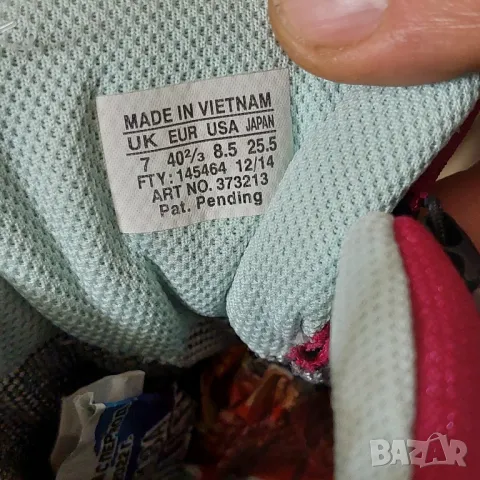 MADE IN VIETNAM
UK EUR USA JAPAN
7 40²/₃ 8.5 25.5
FTY: 145464 12/14
ART NO. 373213
Pat. Pending
BAZAR